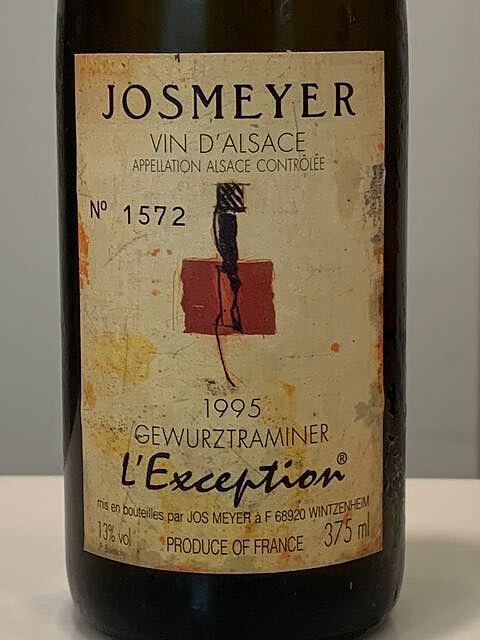 JOSMEYER
VIN D'ALSACE
APPELLATION ALSACE CONTRÔLÉE
Nº 1572
1995
GEWURZTRAMINER
L'Exception®
mis en bouteilles par JOS MEYER à F 68920 WINTZENHEIM
13% vol
PRODUCE OF FRANCE
375 ml